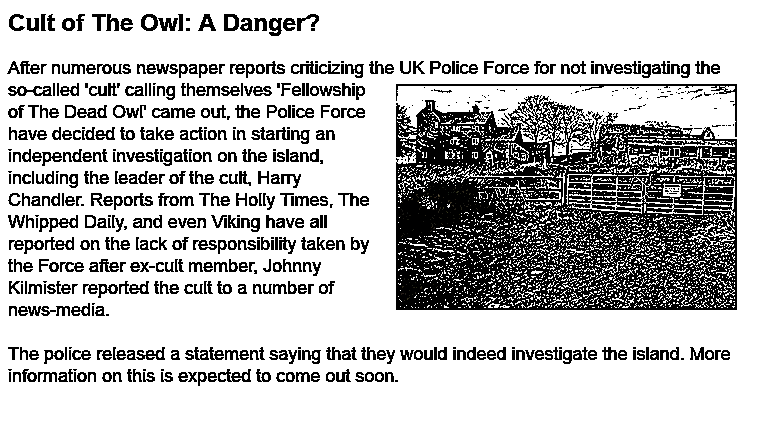 Cult of The Owl: A Danger?
After numerous newspaper reports criticizing the UK Police Force for not investigating the
so-called 'cult' calling themselves 'Fellowship
of The Dead Owl' came out, the Police Force
have decided to take action in starting an
independent investigation on the island,
including the leader of the cult, Harry
Chandler. Reports from The Holly Times, The
Whipped Daily, and even Viking have all
reported on the lack of responsibility taken by
the Force after ex-cult member, Johnny
Kilmister reported the cult to a number of
news-media.
The police released a statement saying that they would indeed investigate the island. More
information on this is expected to come out soon.